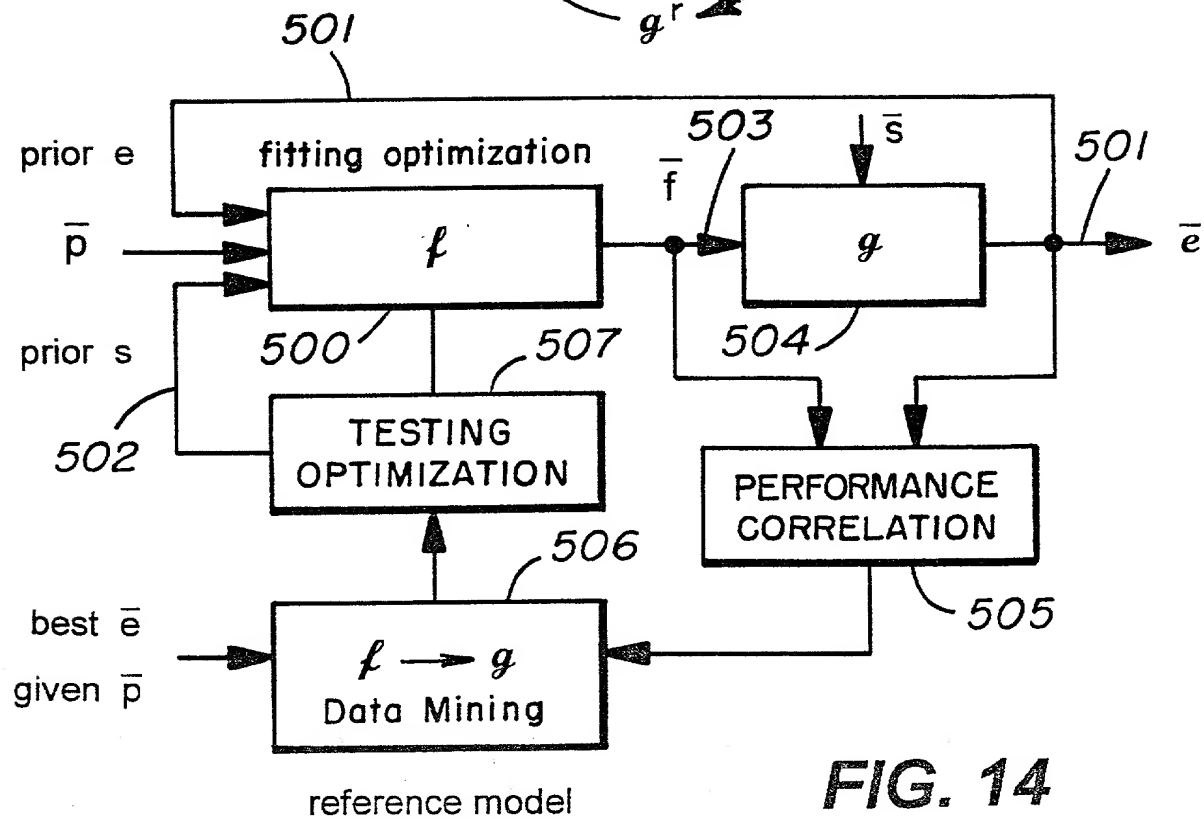 g r
501
prior e
fitting optimization
503
s̄
501
f̄
p̄
f
g
ē
prior s
500
507
504
502
TESTING
OPTIMIZATION
PERFORMANCE
CORRELATION
506
505
best ē
given p̄
f → g
Data Mining
reference model
FIG. 14